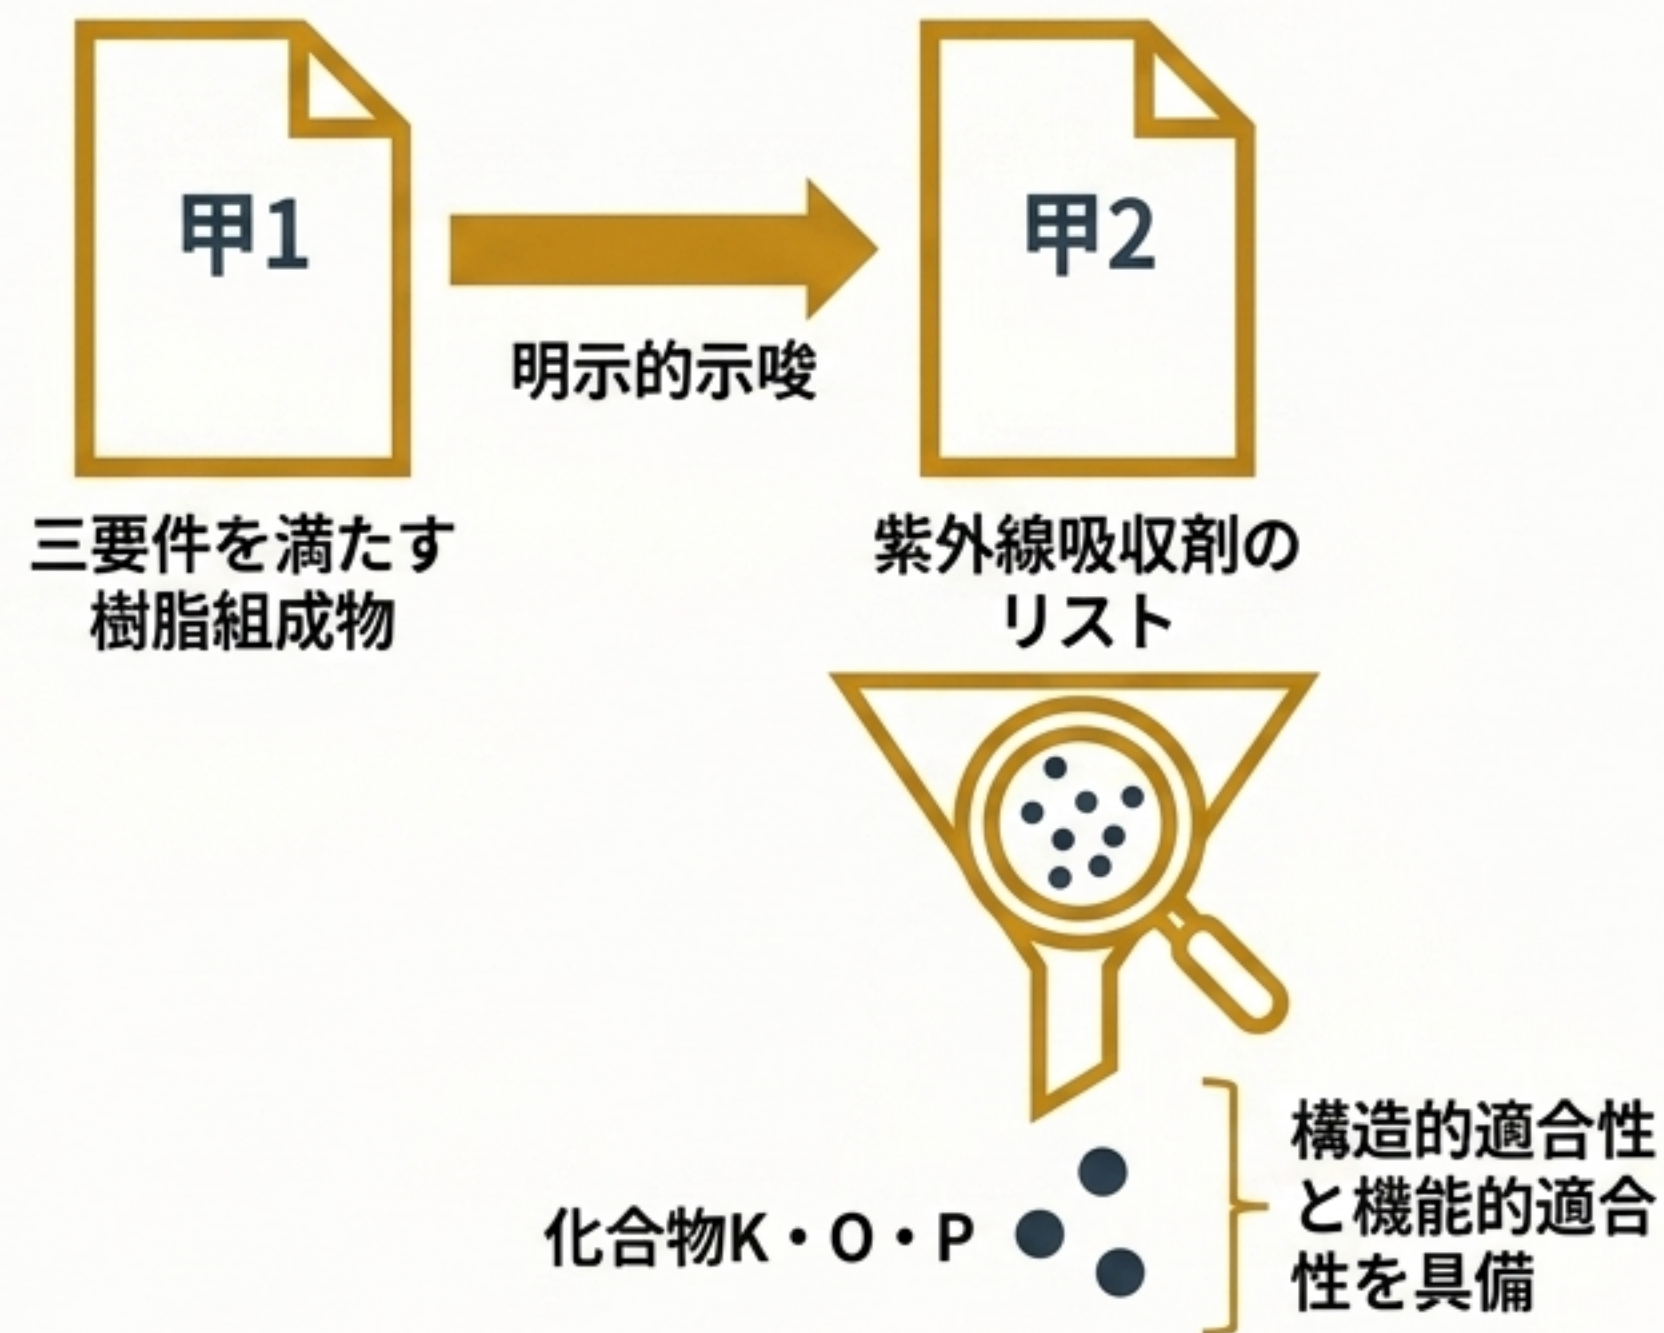 甲1
明示的示唆
甲2
三要件を満たす
樹脂組成物
紫外線吸収剤の
リスト
化合物K・O・P
構造的適合性
と機能的適合
性を具備